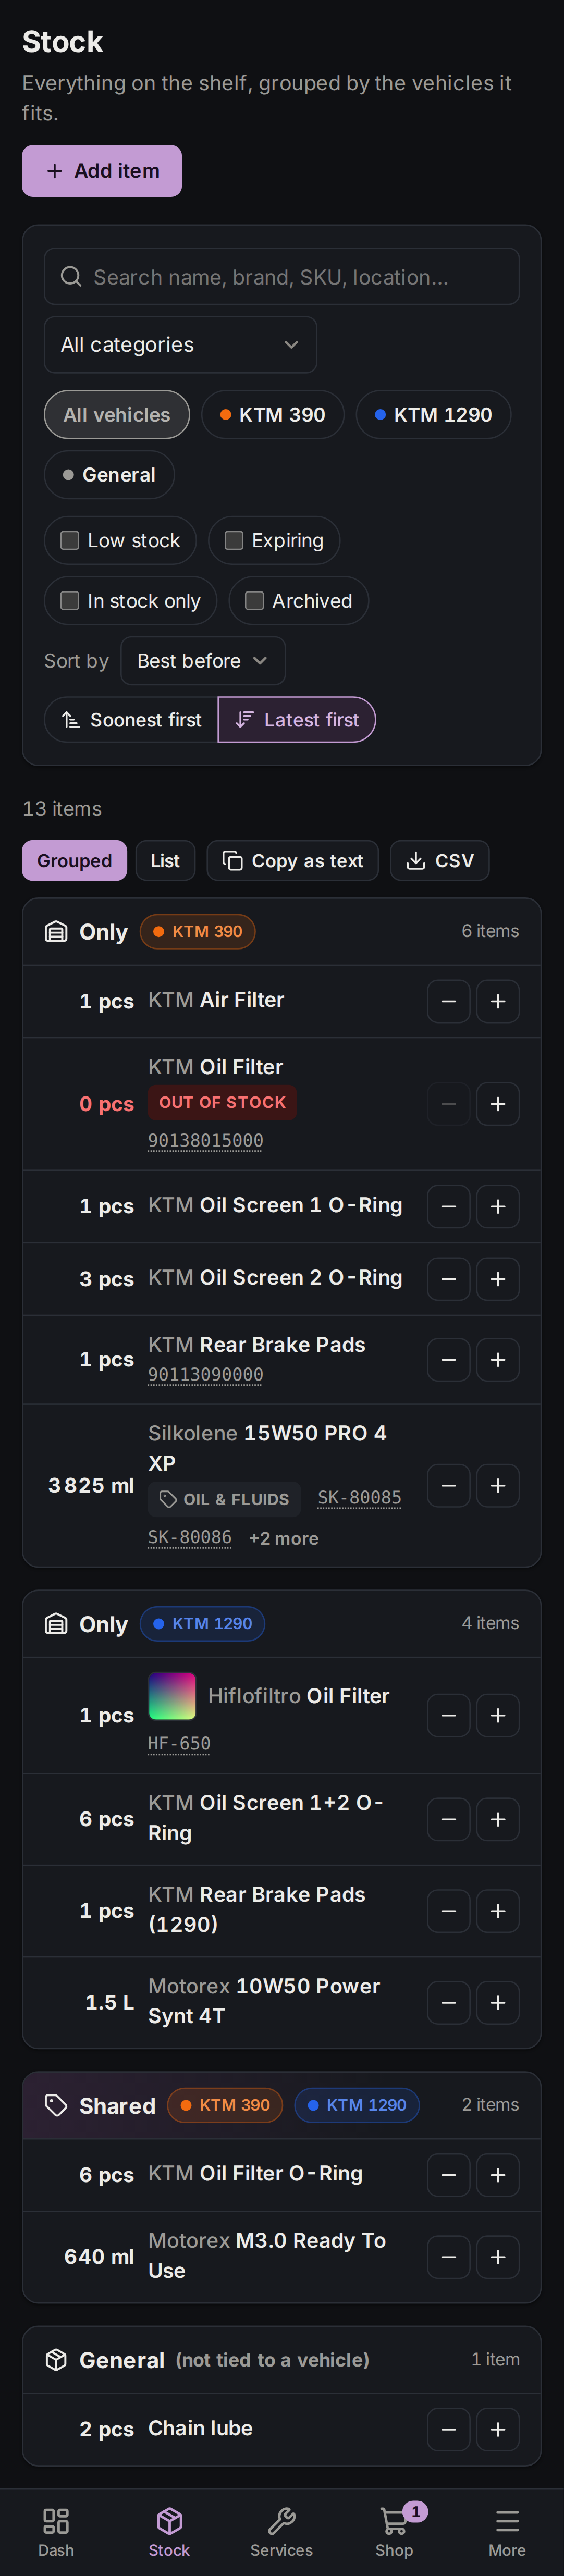 Stock
Everything on the shelf, grouped by the vehicles it
fits.
+ Add item
Search name, brand, SKU, location...
All categories
All vehicles
KTM 390
KTM 1290
General
Low stock
Expiring
In stock only
Archived
Sort by
Best before
Soonest first
Latest first
13 items
Grouped
List
Copy as text
CSV
Only
KTM 390
6 items
1 pcs
KTM Air Filter
0 pcs
KTM Oil Filter
OUT OF STOCK
90138015000
1 pcs
KTM Oil Screen 1 O-Ring
3 pcs
KTM Oil Screen 2 O-Ring
1 pcs
KTM Rear Brake Pads
90113090000
3 825 ml
Silkolene 15W50 PRO 4
XP
OIL & FLUIDS
SK-80085
SK-80086
+2 more
Only
KTM 1290
4 items
1 pcs
Hiflofiltro Oil Filter
HF-650
6 pcs
KTM Oil Screen 1+2 O-
Ring
1 pcs
KTM Rear Brake Pads
(1290)
1.5 L
Motorex 10W50 Power
Synt 4T
Shared
KTM 390
KTM 1290
2 items
6 pcs
KTM Oil Filter O-Ring
640 ml
Motorex M3.0 Ready To
Use
General (not tied to a vehicle)
1 item
2 pcs
Chain lube
Dash
Stock
Services
1
Shop
More